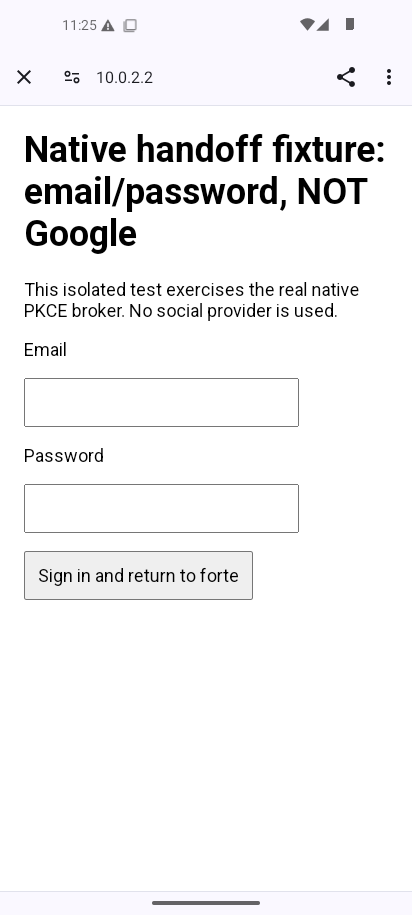 11:25
10.0.2.2
Native handoff fixture:
email/password, NOT
Google
This isolated test exercises the real native
PKCE broker. No social provider is used.
Email
Password
Sign in and return to forte